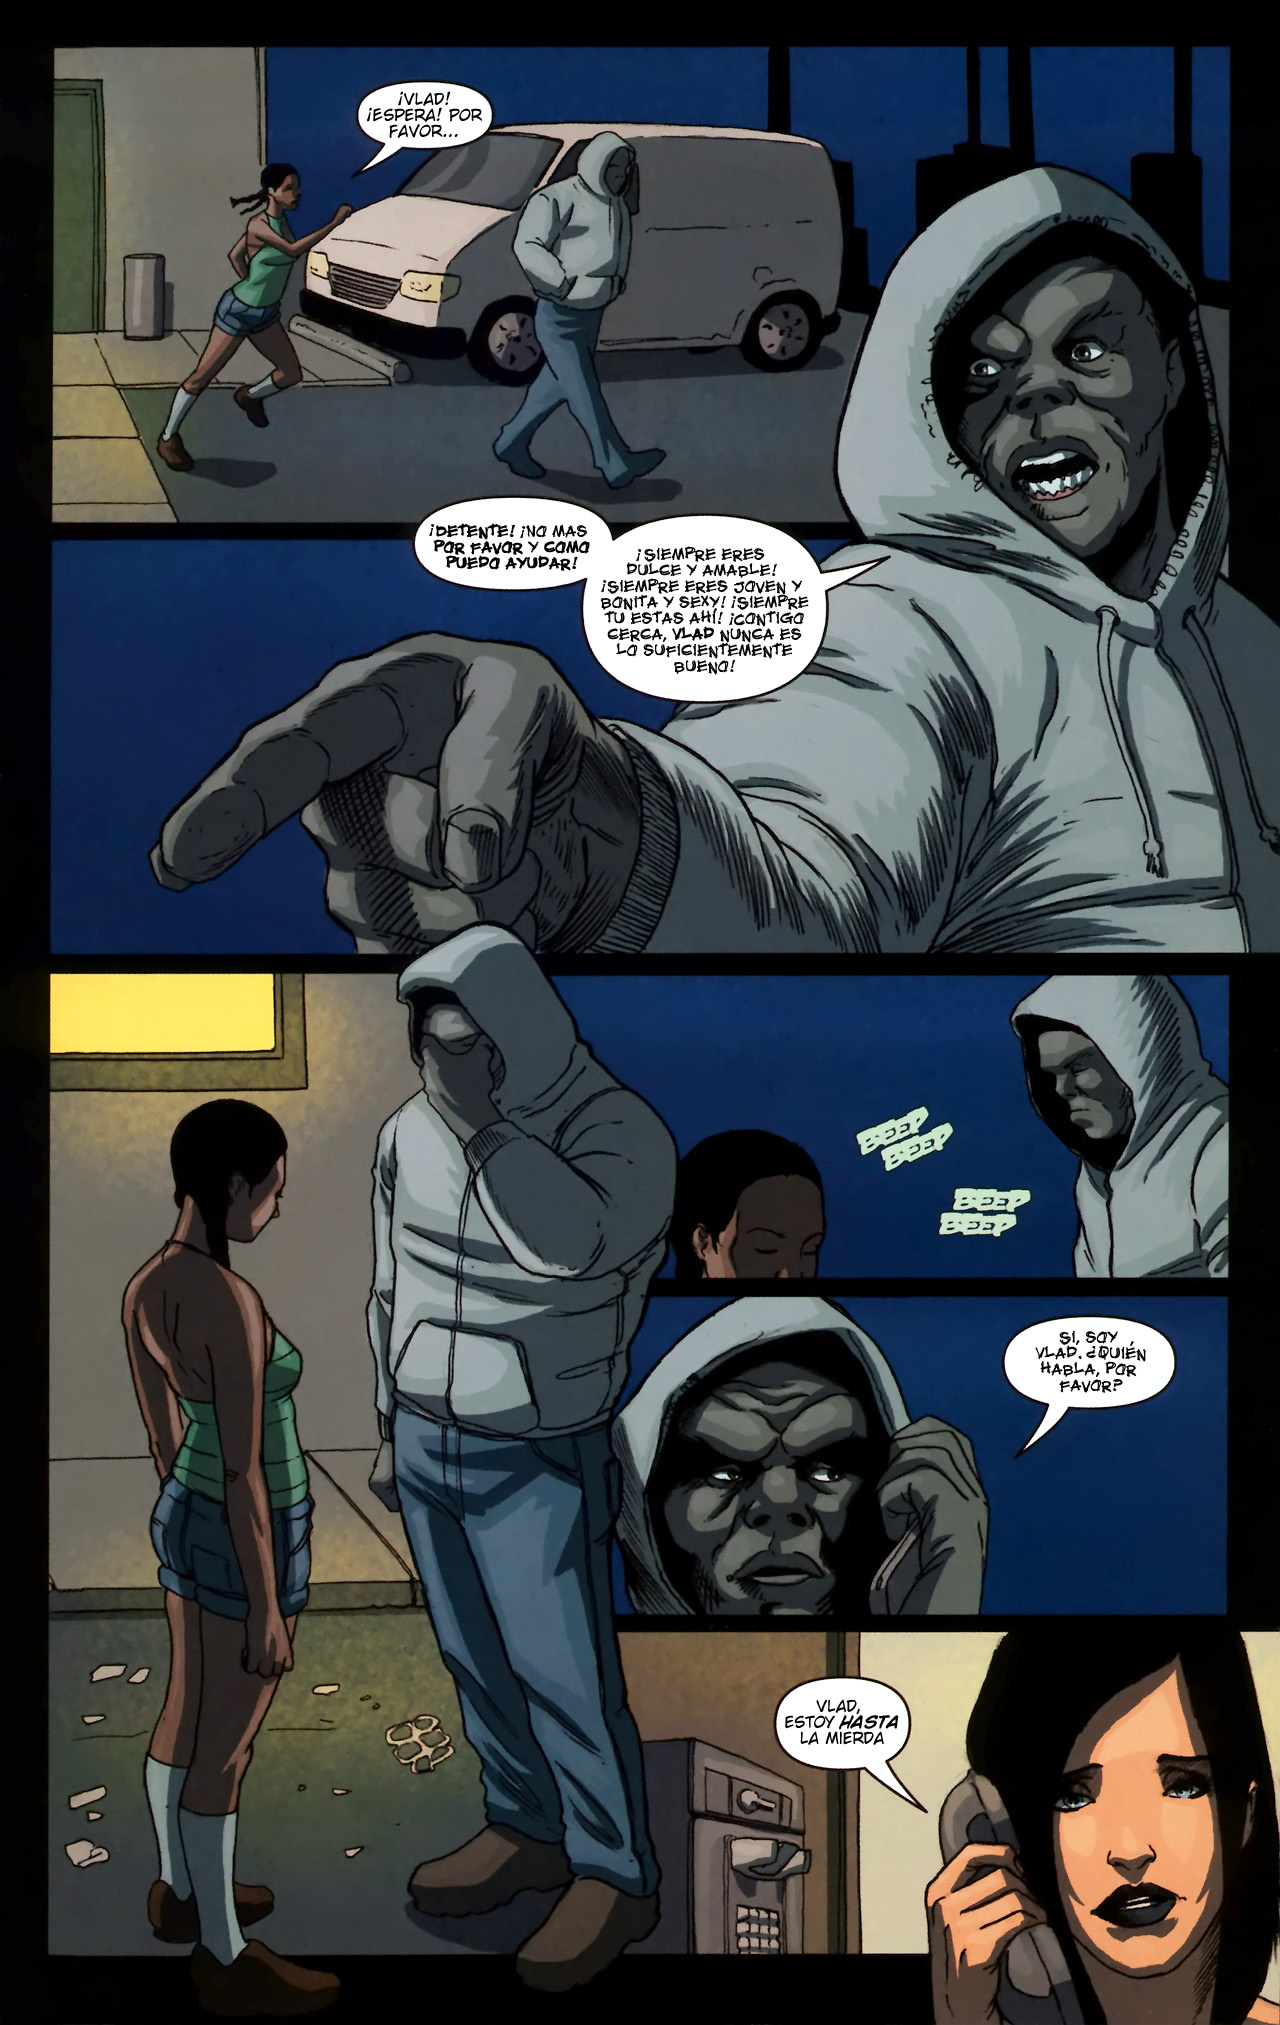 ¡VLAD!
¡ESPERA! POR
FAVOR...
¡DETENTE! ¡NO MAS
POR FAVOR Y COMO
PUEDO AYUDAR!
¡SIEMPRE ERES
DULCE Y AMABLE!
¡SIEMPRE ERES JOVEN Y
BONITA Y SEXY! ¡SIEMPRE
TU ESTAS AHÍ! ¡CONTIGO
CERCA, VLAD NUNCA ES
LO SUFICIENTEMENTE
BUENO!
BEEP
BEEP
BEEP
BEEP
SI, SOY
VLAD. ¿QUIÉN
HABLA, POR
FAVOR?
VLAD,
ESTOY HASTA
LA MIERDA